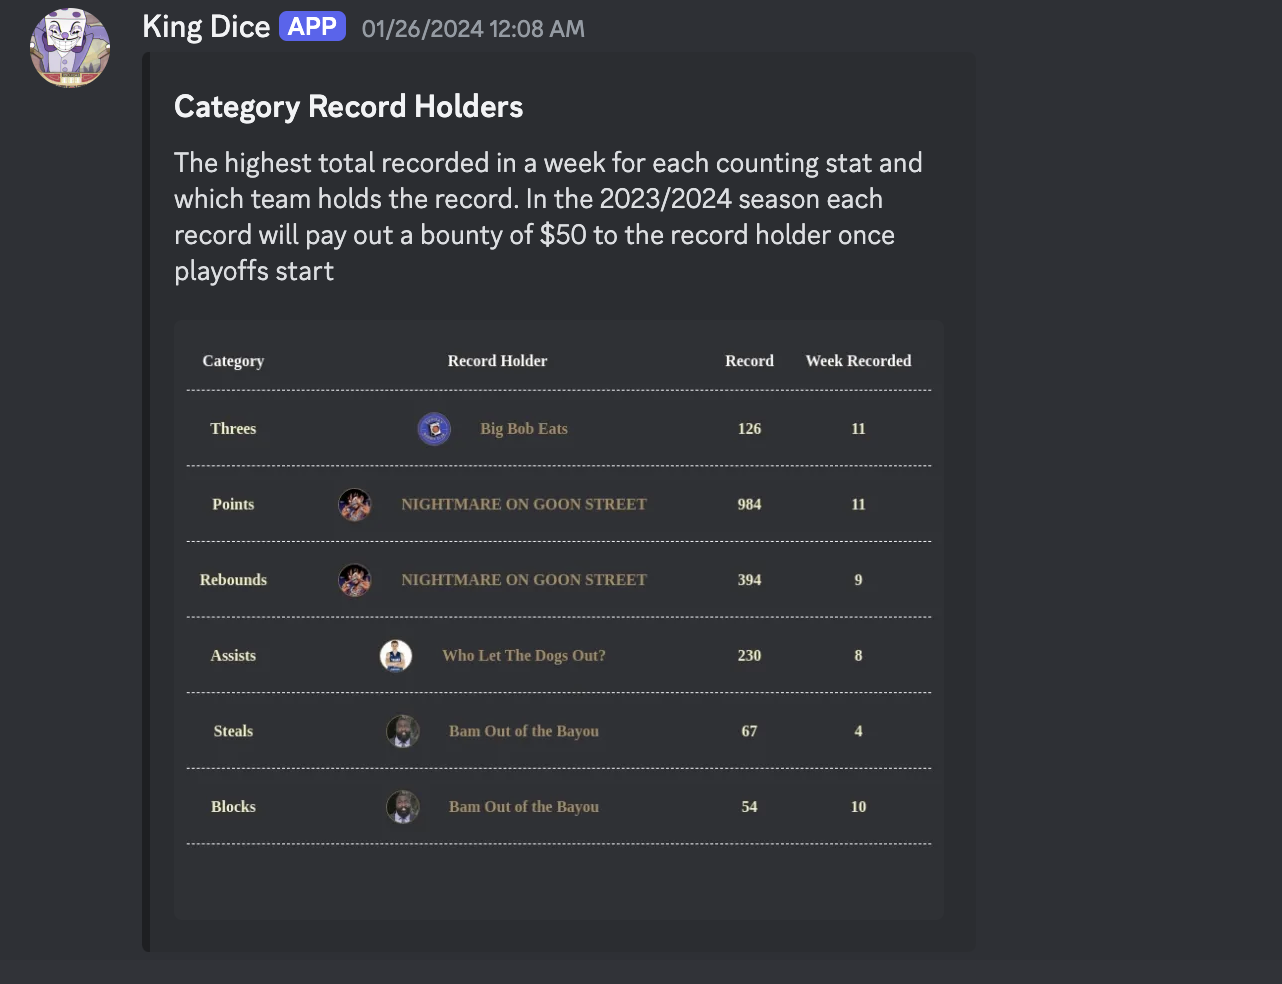 King Dice APP 01/26/2024 12:08 AM
Category Record Holders
The highest total recorded in a week for each counting stat and
which team holds the record. In the 2023/2024 season each
record will pay out a bounty of $50 to the record holder once
playoffs start
Category Record Holder Record Week Recorded
Threes Big Bob Eats 126 11
Points NIGHTMARE ON GOON STREET 984 11
Rebounds NIGHTMARE ON GOON STREET 394 9
Assists Who Let The Dogs Out? 230 8
Steals Bam Out of the Bayou 67 4
Blocks Bam Out of the Bayou 54 10